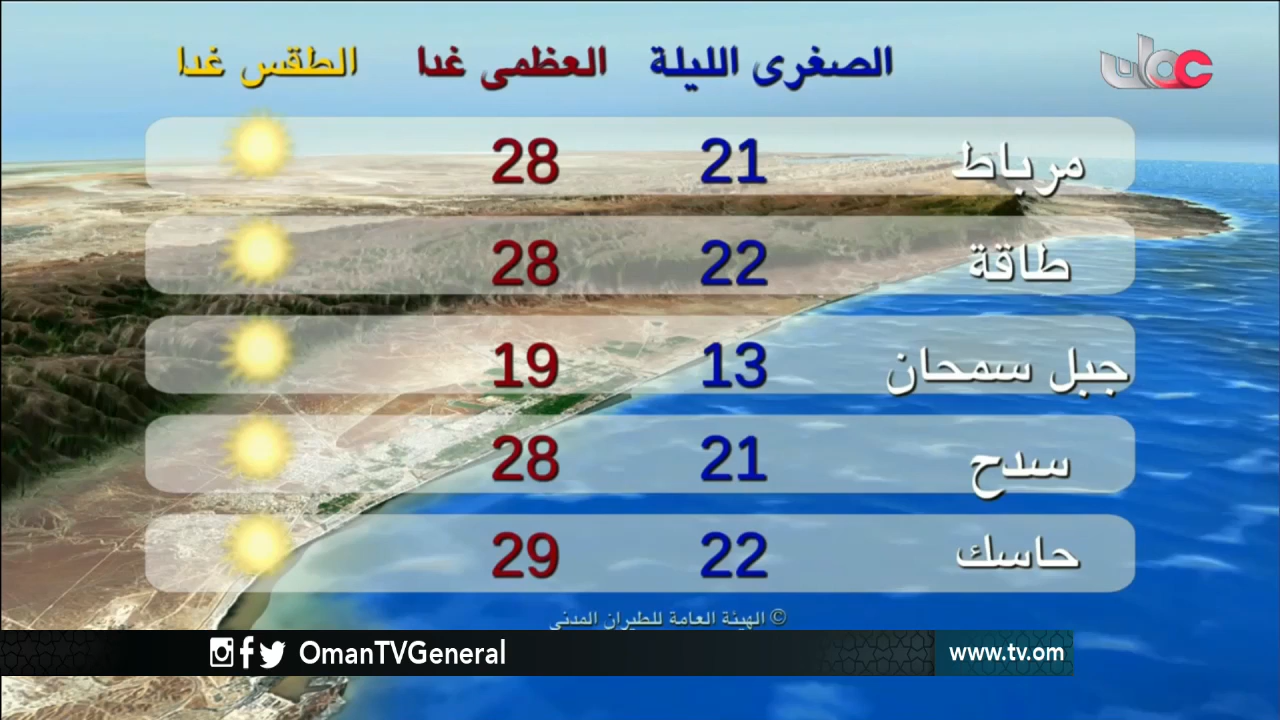 عمان
الصغرى الليلة العظمى غدا الطقس غدا
مرباط 21 28
طاقة 22 28
جبل سمحان 13 19
سدح 21 28
حاسك 22 29
© الهيئة العامة للطيران المدني
OmanTVGeneral www.tv.om